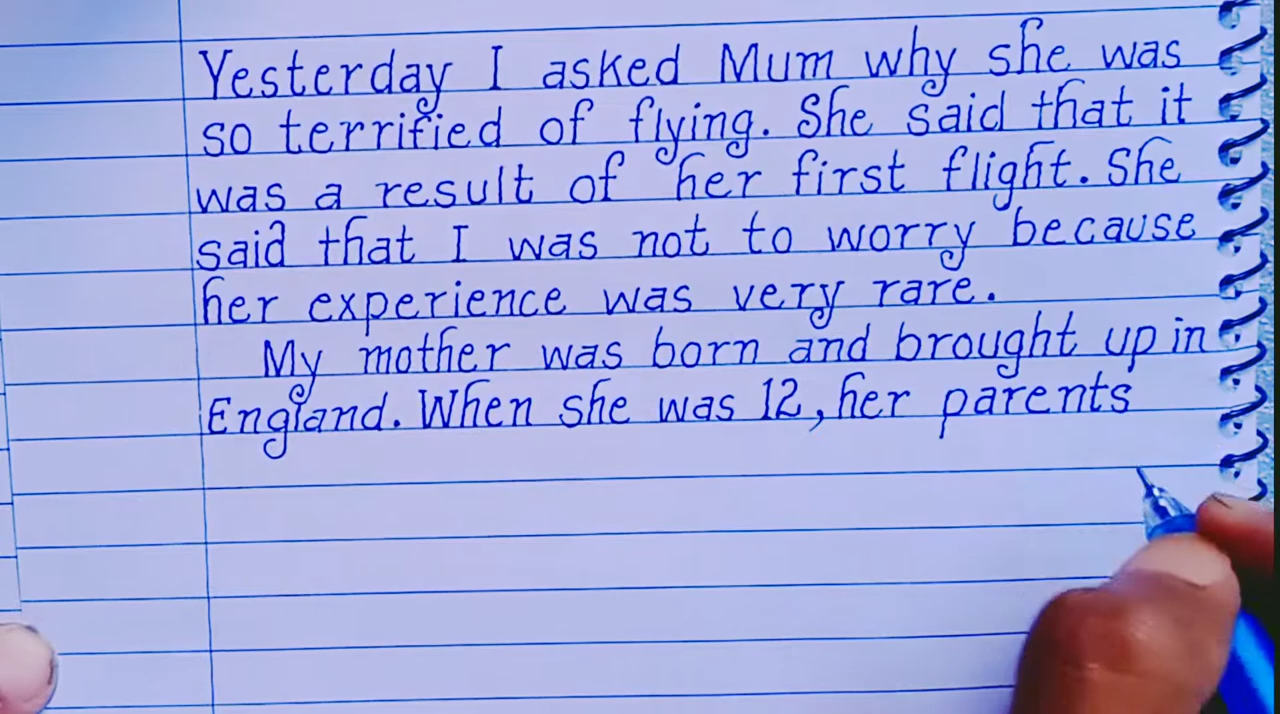 Yesterday I asked Mum why she was
so terrified of flying. She said that it
was a result of her first flight. She
said that I was not to worry because
her experience was very rare.
My mother was born and brought up in
England. When she was 12, her parents